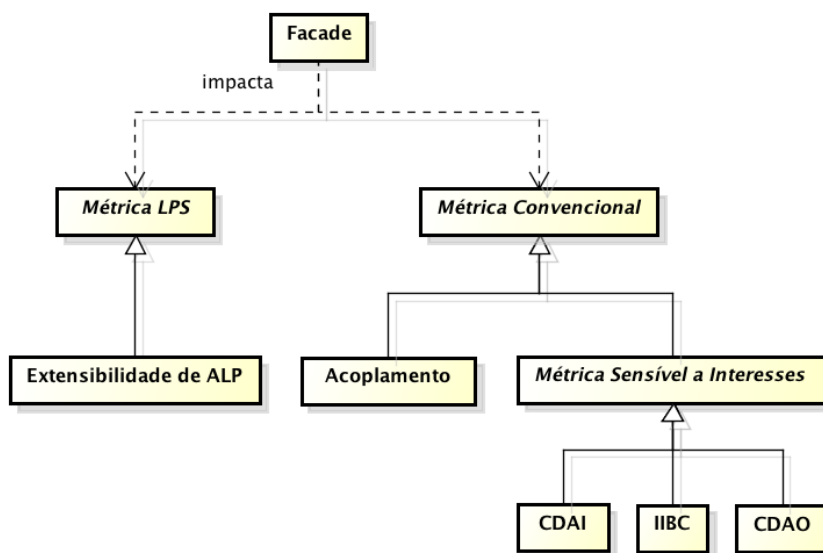 Facade
impacta
Métrica LPS
Métrica Convencional
Extensibilidade de ALP
Acoplamento
Métrica Sensível a Interesses
CDAI
IIBC
CDAO